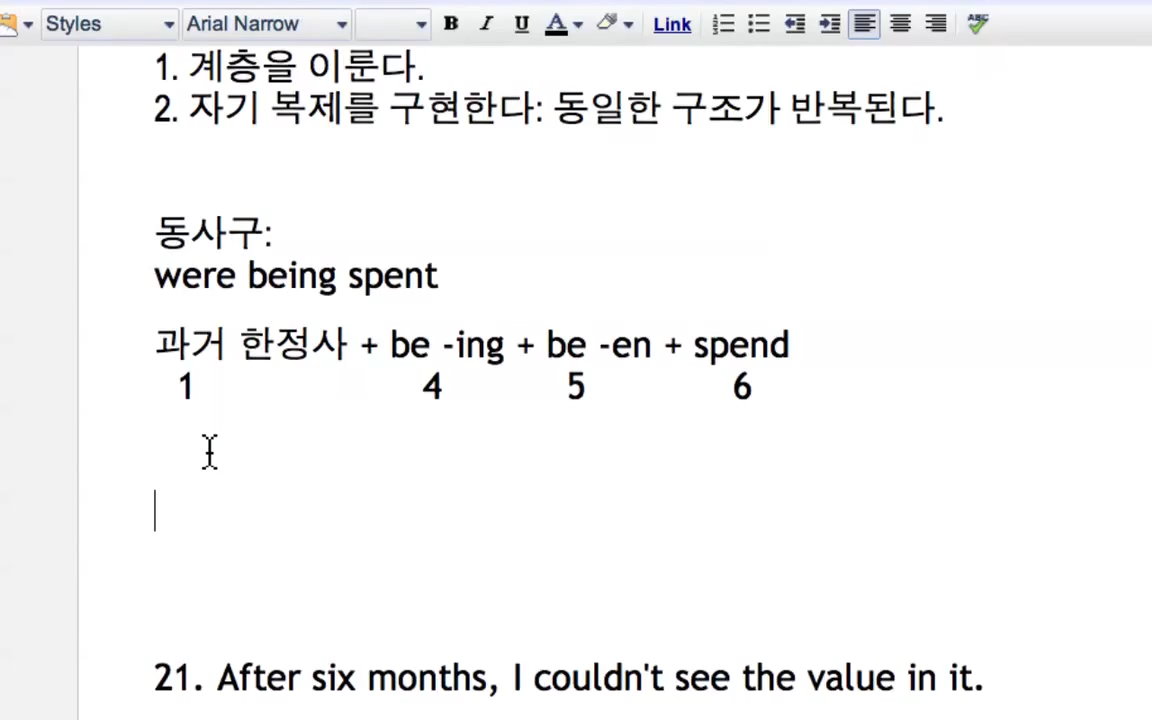 Styles Arial Narrow B I U A Link
1. 계층을 이룬다.
2. 자기 복제를 구현한다: 동일한 구조가 반복된다.
동사구:
were being spent
과거 한정사 + be -ing + be -en + spend
1 4 5 6
21. After six months, I couldn't see the value in it.